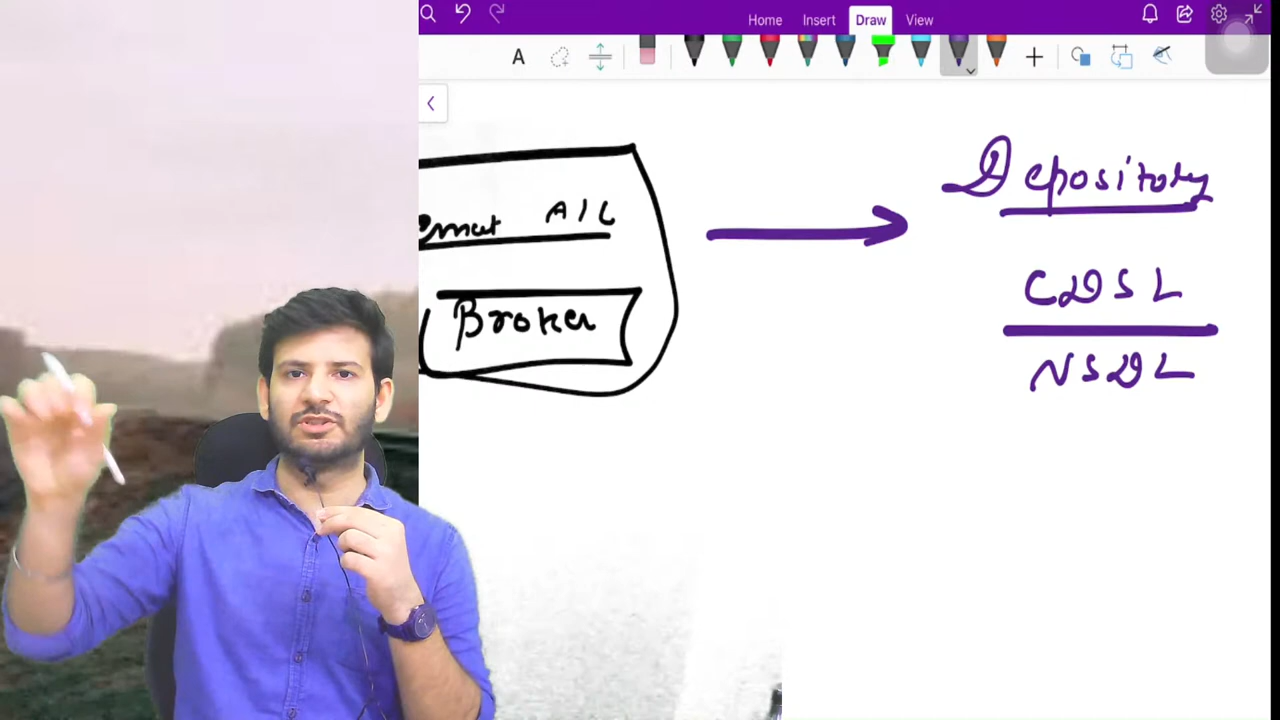 Home Insert Draw View
A
Depository
emat A/C
CDSL
Broker
NSDL